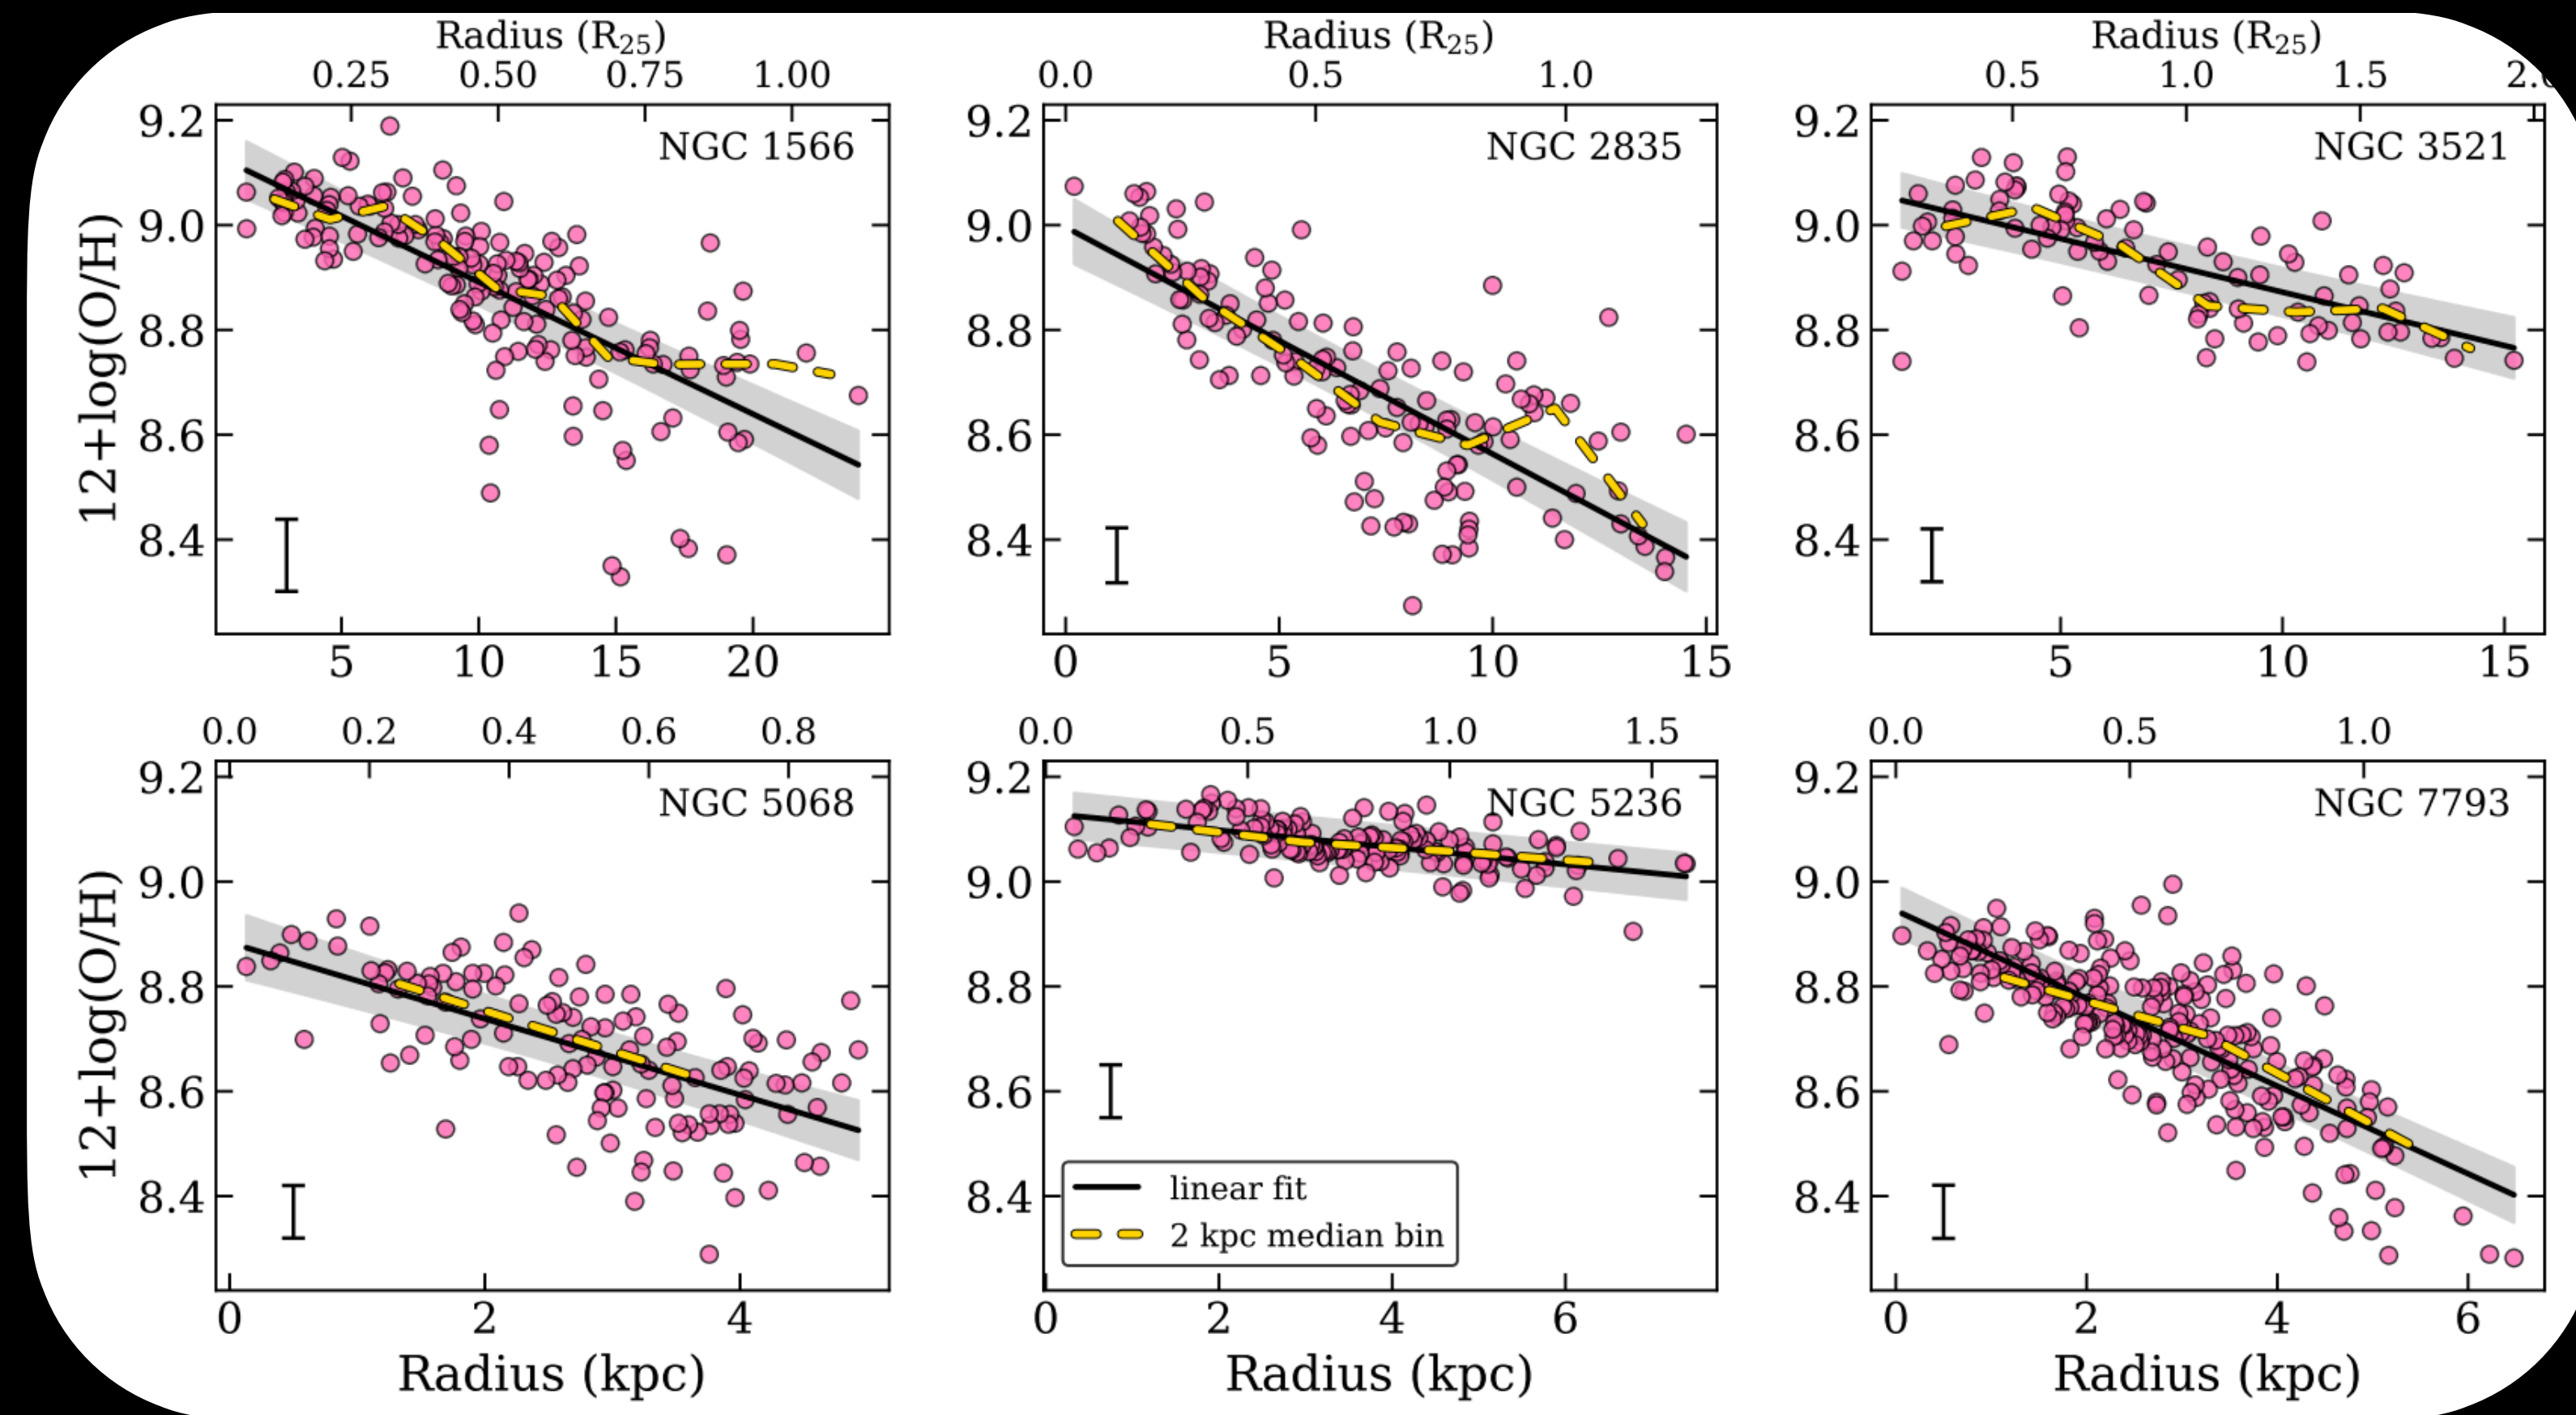 Radius (R25) Radius (R25) Radius (R25)
0.25 0.50 0.75 1.00 0.0 0.5 1.0 0.5 1.0 1.5 2.0
NGC 1566 NGC 2835 NGC 3521
9.2 9.2 9.2
9.0 9.0 9.0
8.8 8.8 8.8
8.6 8.6 8.6
8.4 8.4 8.4
12+log(O/H)
5 10 15 20 0 5 10 15 5 10 15
0.0 0.2 0.4 0.6 0.8 0.0 0.5 1.0 1.5 0.0 0.5 1.0
NGC 5068 NGC 5236 NGC 7793
9.2 9.2 9.2
9.0 9.0 9.0
8.8 8.8 8.8
8.6 8.6 8.6
8.4 8.4 8.4
12+log(O/H)
linear fit
2 kpc median bin
0 2 4 0 2 4 6 0 2 4 6
Radius (kpc) Radius (kpc) Radius (kpc)